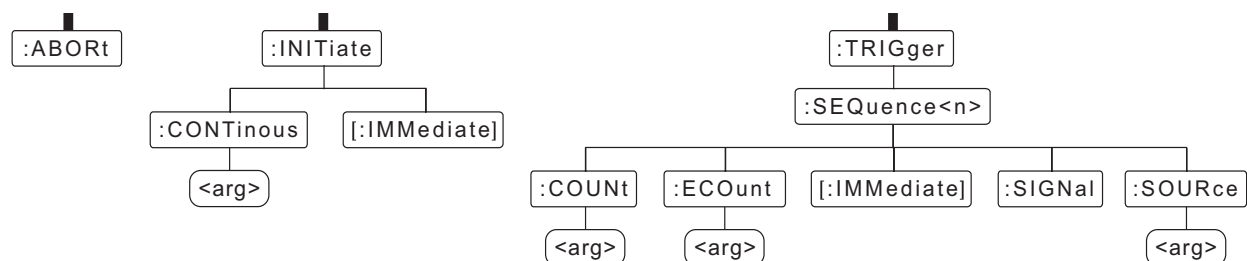 :ABORt
:INITiate
:TRIGger
:SEQuence<n>
:CONTinous
[:IMMediate]
<arg>
:COUNt
:ECOunt
[:IMMediate]
:SIGNal
:SOURce
<arg>
<arg>
<arg>